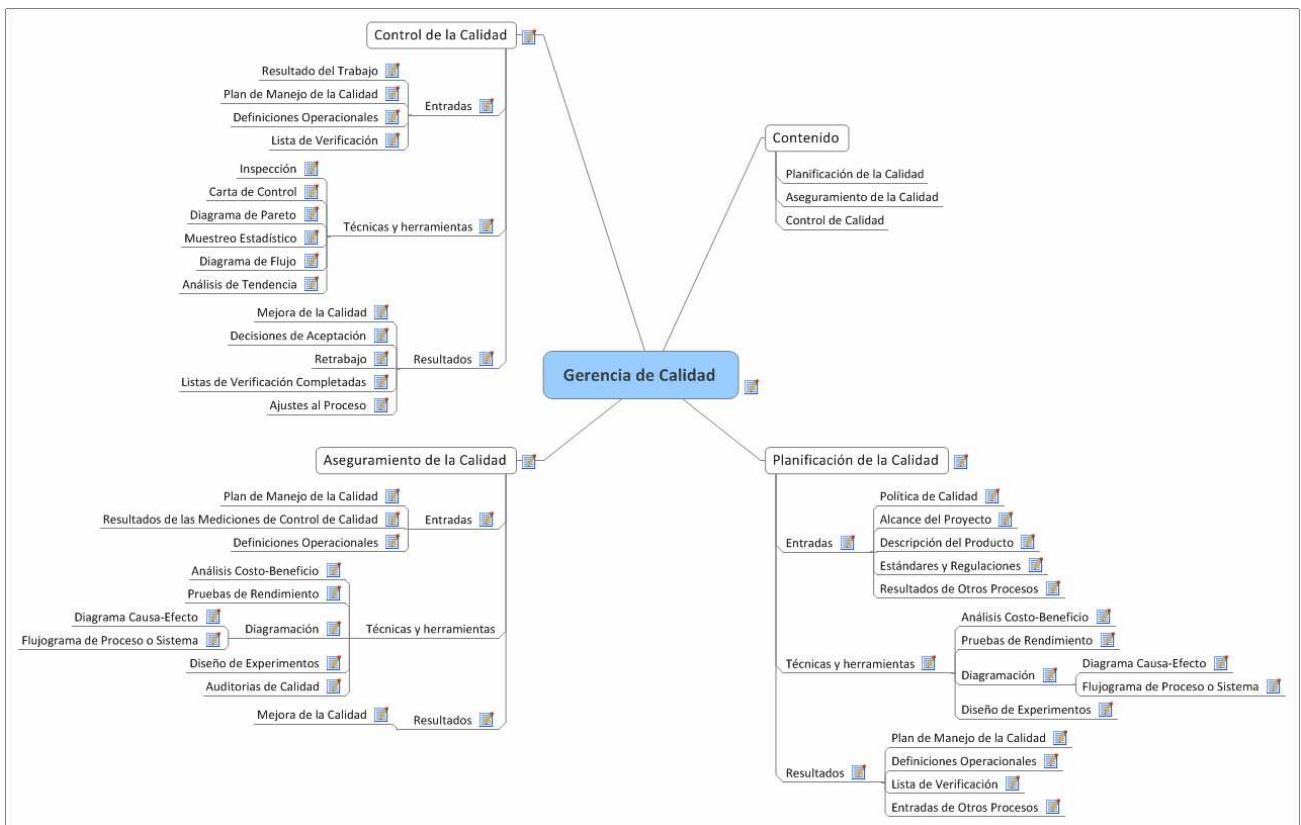 Gerencia de Calidad
Contenido
Planificación de la Calidad
Aseguramiento de la Calidad
Control de Calidad
Planificación de la Calidad
Entradas
Política de Calidad
Alcance del Proyecto
Descripción del Producto
Estándares y Regulaciones
Resultados de Otros Procesos
Técnicas y herramientas
Análisis Costo-Beneficio
Pruebas de Rendimiento
Diagramación
Diagrama Causa-Efecto
Flujograma de Proceso o Sistema
Diseño de Experimentos
Resultados
Plan de Manejo de la Calidad
Definiciones Operacionales
Lista de Verificación
Entradas de Otros Procesos
Aseguramiento de la Calidad
Entradas
Plan de Manejo de la Calidad
Resultados de las Mediciones de Control de Calidad
Definiciones Operacionales
Técnicas y herramientas
Análisis Costo-Beneficio
Pruebas de Rendimiento
Diagramación
Diagrama Causa-Efecto
Flujograma de Proceso o Sistema
Diseño de Experimentos
Auditorias de Calidad
Resultados
Mejora de la Calidad
Control de la Calidad
Entradas
Resultado del Trabajo
Plan de Manejo de la Calidad
Definiciones Operacionales
Lista de Verificación
Técnicas y herramientas
Inspección
Carta de Control
Diagrama de Pareto
Muestreo Estadístico
Diagrama de Flujo
Análisis de Tendencia
Resultados
Mejora de la Calidad
Decisiones de Aceptación
Retrabajo
Listas de Verificación Completadas
Ajustes al Proceso